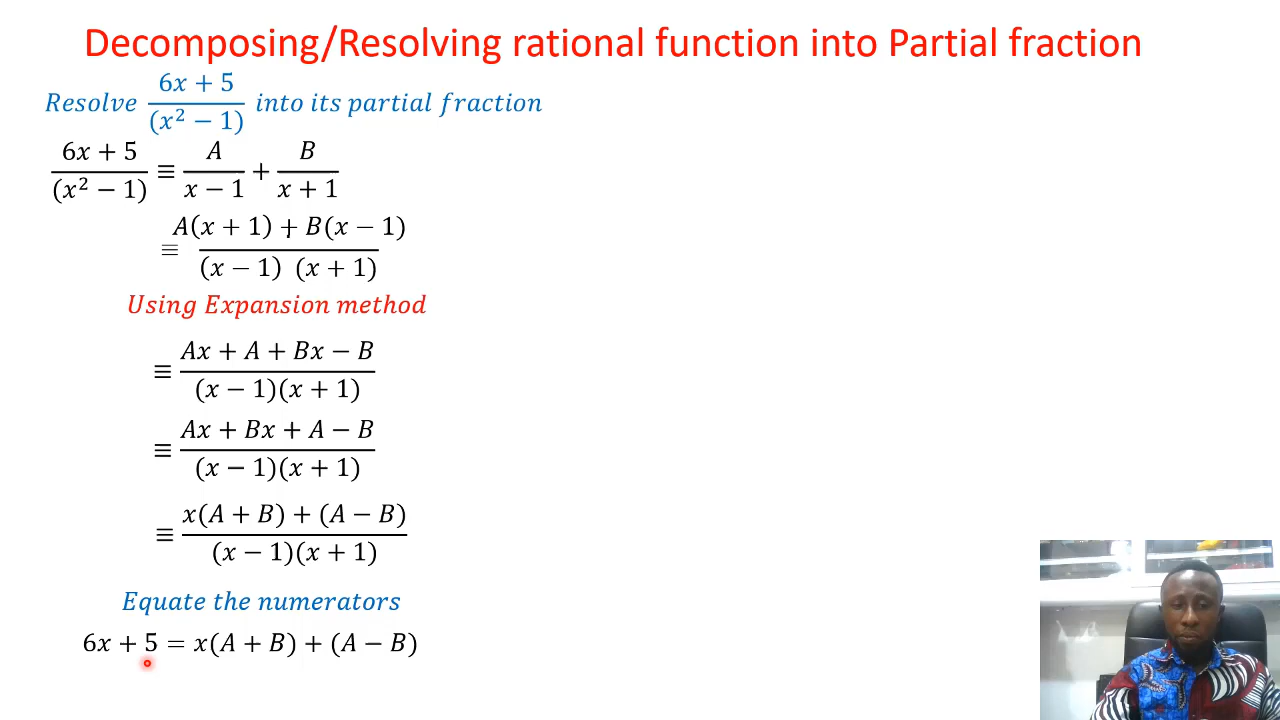 Decomposing/Resolving rational function into Partial fraction
Resolve (6x + 5)/((x² − 1)) into its partial fraction
(6x + 5)/((x² − 1)) ≡ A/(x − 1) + B/(x + 1)
≡ (A(x + 1) + B(x − 1))/((x − 1) (x + 1))
Using Expansion method
≡ (Ax + A + Bx − B)/((x − 1)(x + 1))
≡ (Ax + Bx + A − B)/((x − 1)(x + 1))
≡ (x(A + B) + (A − B))/((x − 1)(x + 1))
Equate the numerators
6x + 5 = x(A + B) + (A − B)